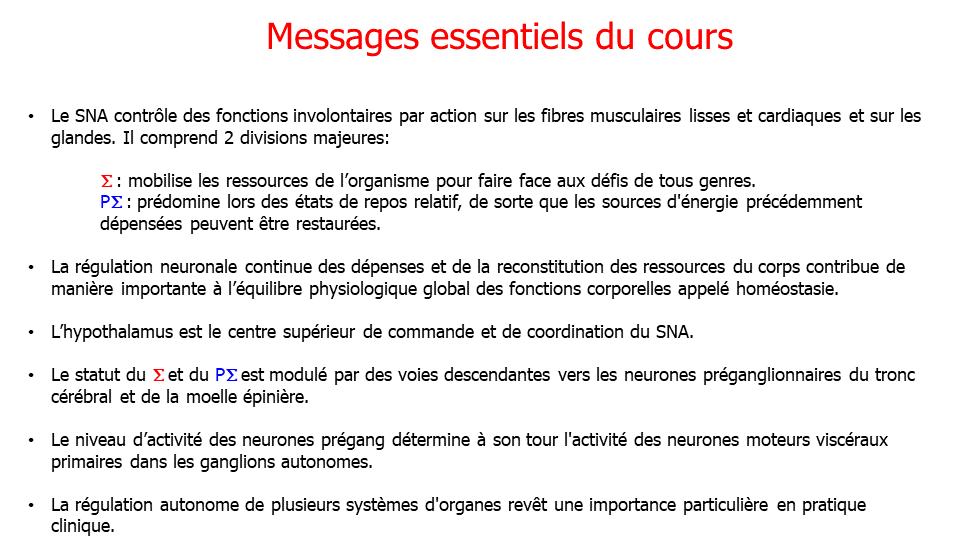 Messages essentiels du cours
• Le SNA contrôle des fonctions involontaires par action sur les fibres musculaires lisses et cardiaques et sur les
glandes. Il comprend 2 divisions majeures:
Σ : mobilise les ressources de l’organisme pour faire face aux défis de tous genres.
PΣ : prédomine lors des états de repos relatif, de sorte que les sources d'énergie précédemment
dépensées peuvent être restaurées.
• La régulation neuronale continue des dépenses et de la reconstitution des ressources du corps contribue de
manière importante à l’équilibre physiologique global des fonctions corporelles appelé homéostasie.
• L’hypothalamus est le centre supérieur de commande et de coordination du SNA.
• Le statut du Σ et du PΣ est modulé par des voies descendantes vers les neurones préganglionnaires du tronc
cérébral et de la moelle épinière.
• Le niveau d’activité des neurones prégang détermine à son tour l'activité des neurones moteurs viscéraux
primaires dans les ganglions autonomes.
• La régulation autonome de plusieurs systèmes d'organes revêt une importance particulière en pratique
clinique.